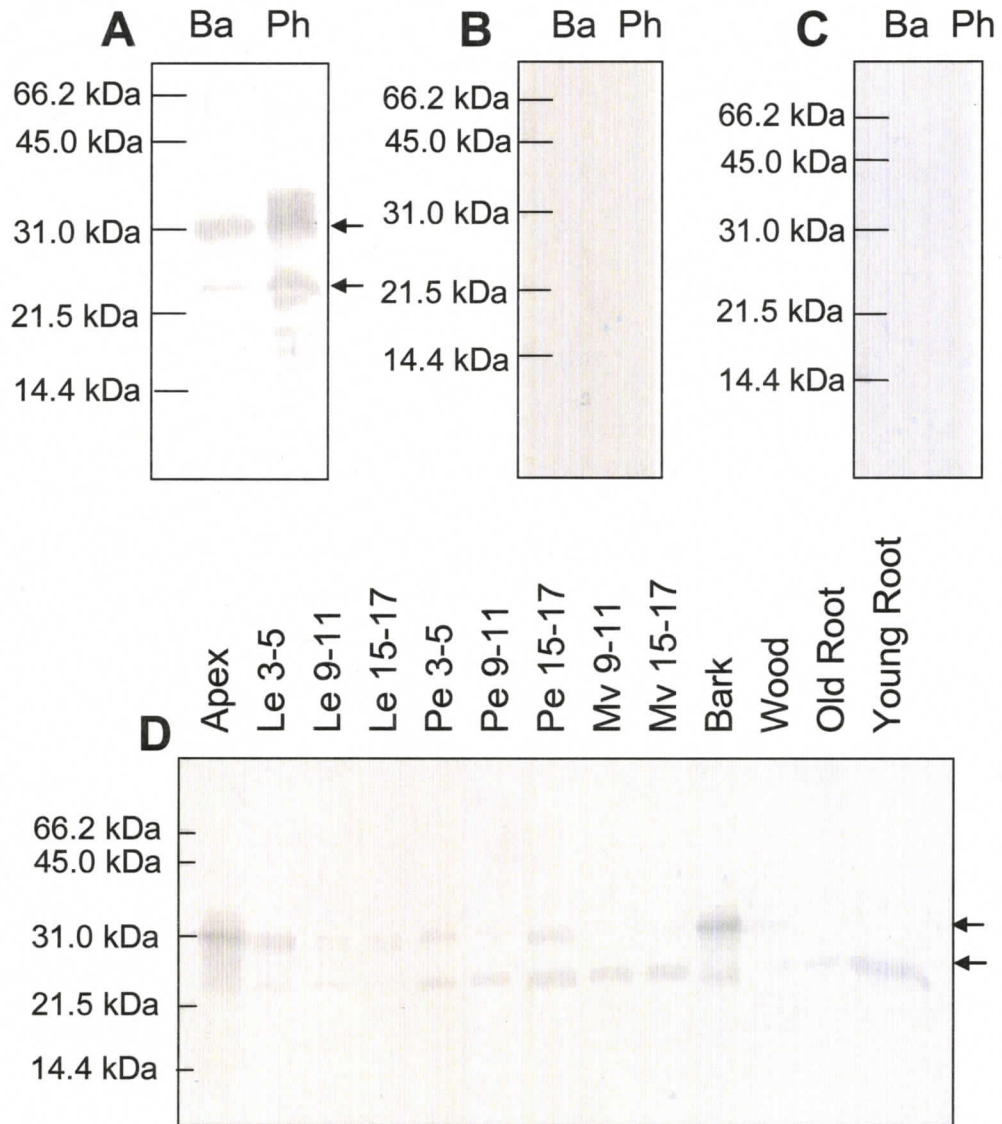 A Ba Ph
66.2 kDa
45.0 kDa
31.0 kDa
21.5 kDa
14.4 kDa
B Ba Ph
66.2 kDa
45.0 kDa
31.0 kDa
21.5 kDa
14.4 kDa
C Ba Ph
66.2 kDa
45.0 kDa
31.0 kDa
21.5 kDa
14.4 kDa
D
Apex
Le 3-5
Le 9-11
Le 15-17
Pe 3-5
Pe 9-11
Pe 15-17
Mv 9-11
Mv 15-17
Bark
Wood
Old Root
Young Root
66.2 kDa
45.0 kDa
31.0 kDa
21.5 kDa
14.4 kDa